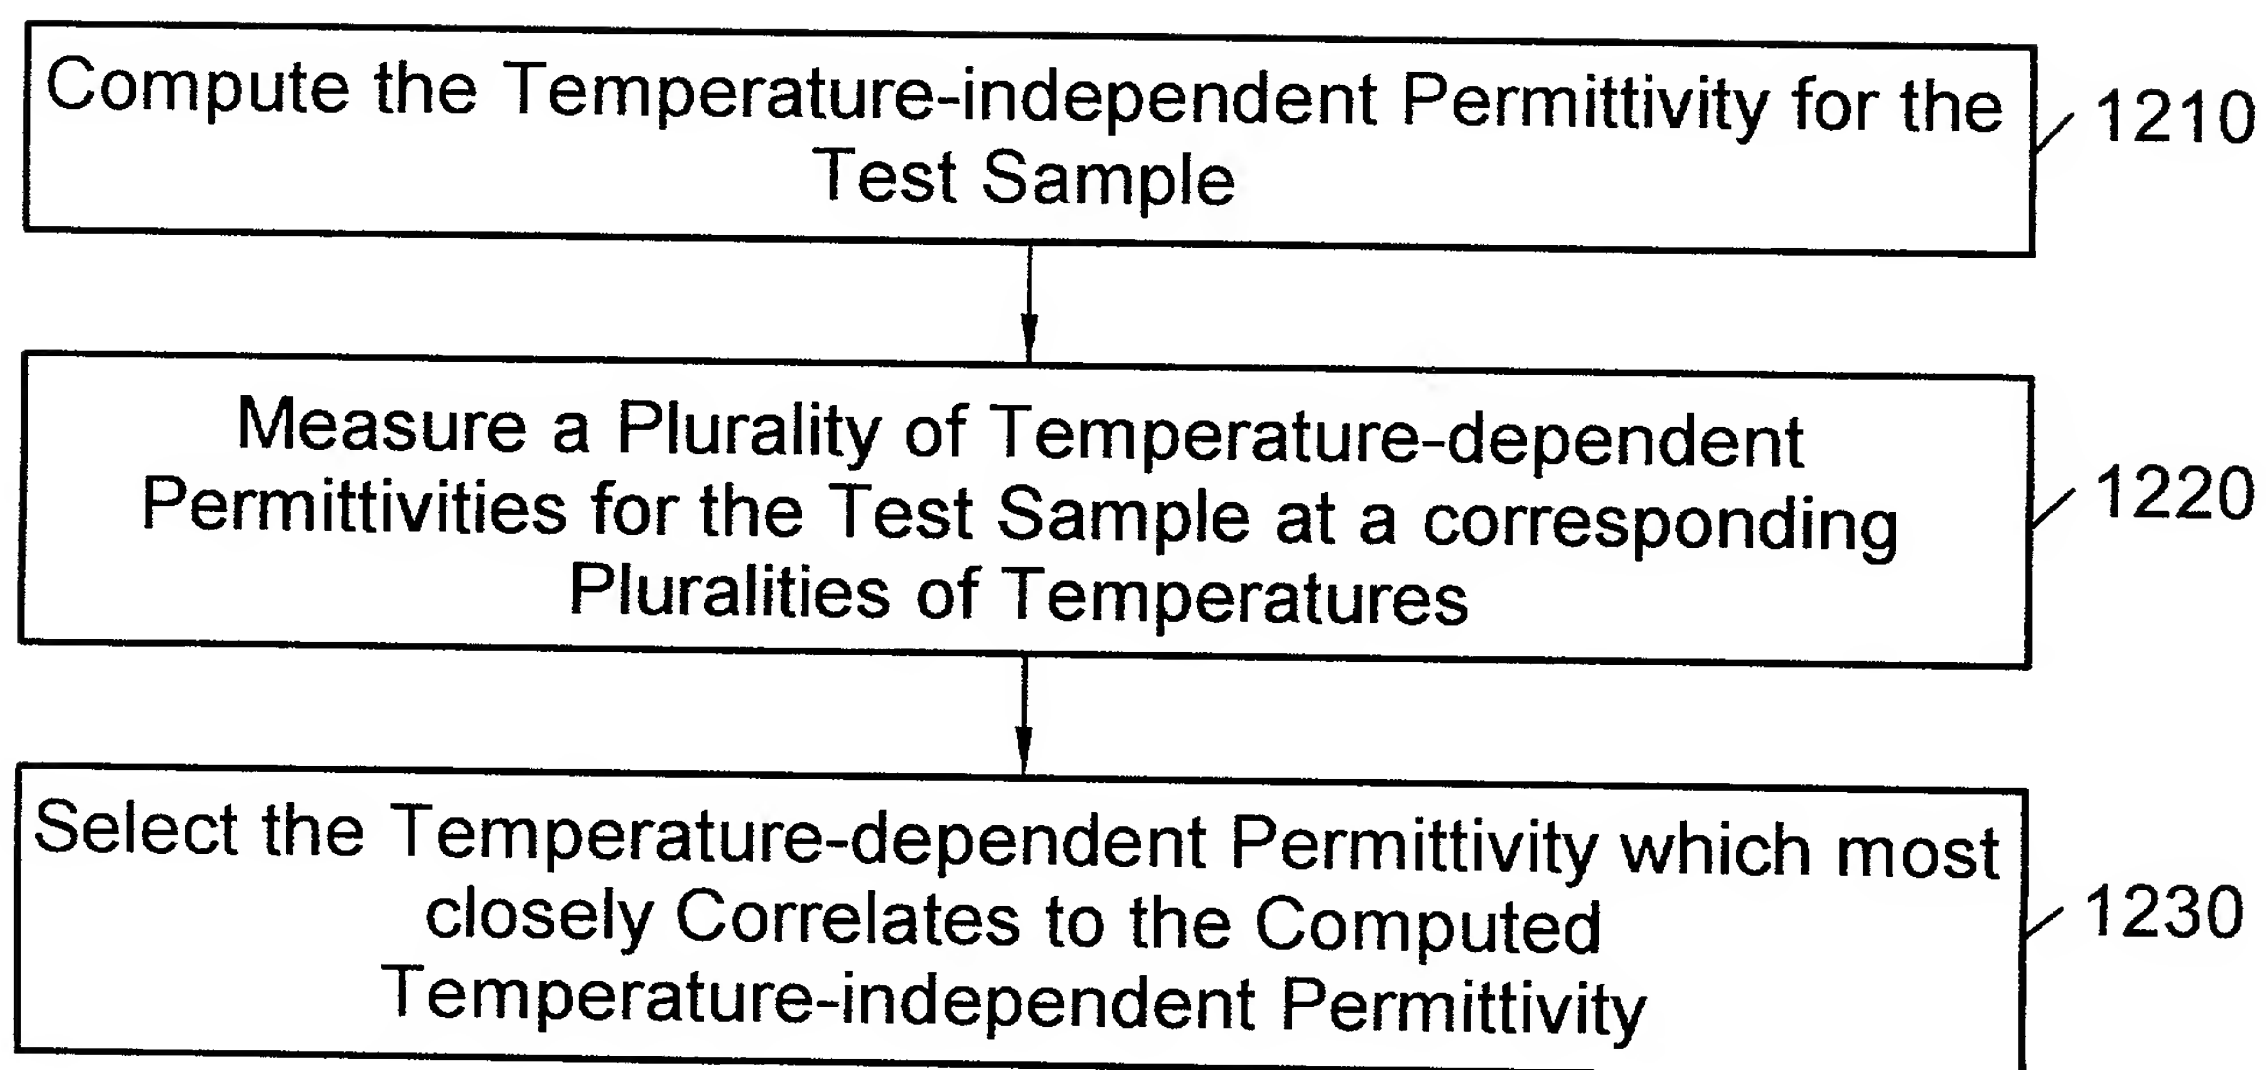 Compute the Temperature-independent Permittivity for the
Test Sample
1210
Measure a Plurality of Temperature-dependent
Permittivities for the Test Sample at a corresponding
Pluralities of Temperatures
1220
Select the Temperature-dependent Permittivity which most
closely Correlates to the Computed
Temperature-independent Permittivity
1230